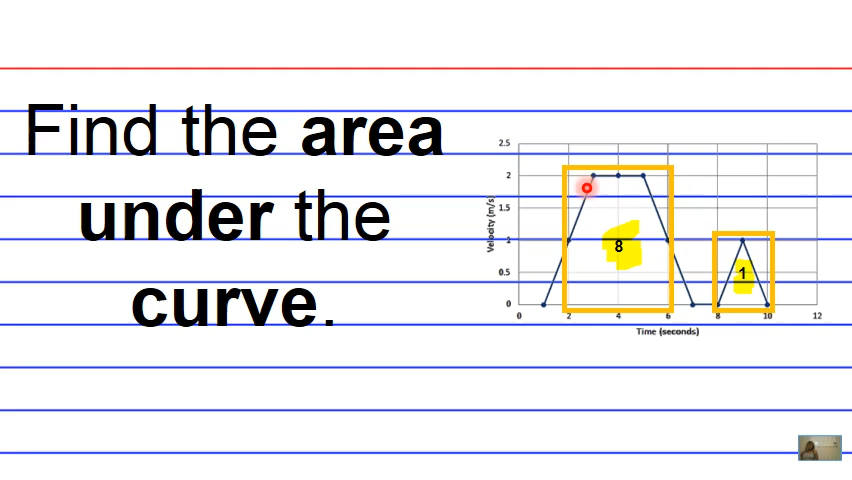 Find the area
under the
curve.
2.5
2
1.5
1
0.5
0
Velocity (m/s)
8
1
0 2 4 6 8 10 12
Time (seconds)